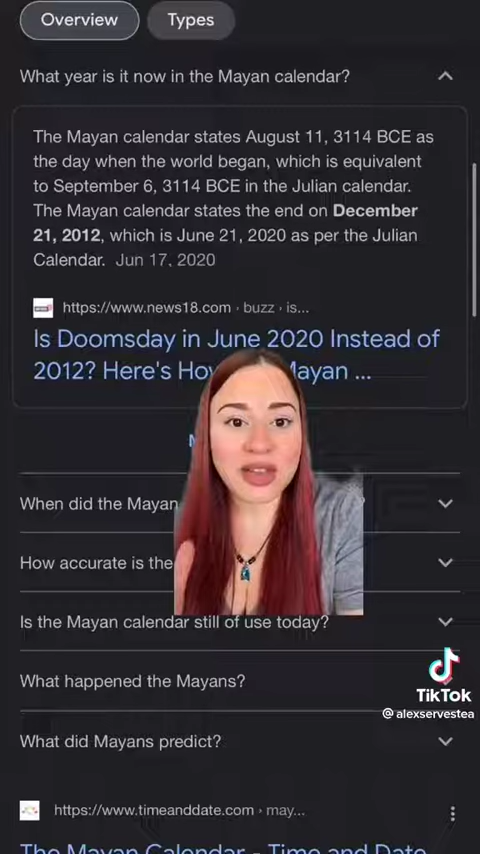 Overview
Types
What year is it now in the Mayan calendar?
The Mayan calendar states August 11, 3114 BCE as
the day when the world began, which is equivalent
to September 6, 3114 BCE in the Julian calendar.
The Mayan calendar states the end on December
21, 2012, which is June 21, 2020 as per the Julian
Calendar. Jun 17, 2020
https://www.news18.com › buzz › is...
Is Doomsday in June 2020 Instead of
2012? Here's How Mayan ...
When did the Mayan
How accurate is the
Is the Mayan calendar still of use today?
What happened the Mayans?
What did Mayans predict?
TikTok
@alexservestea
https://www.timeanddate.com › may...
The Mayan Calendar - Time and Date